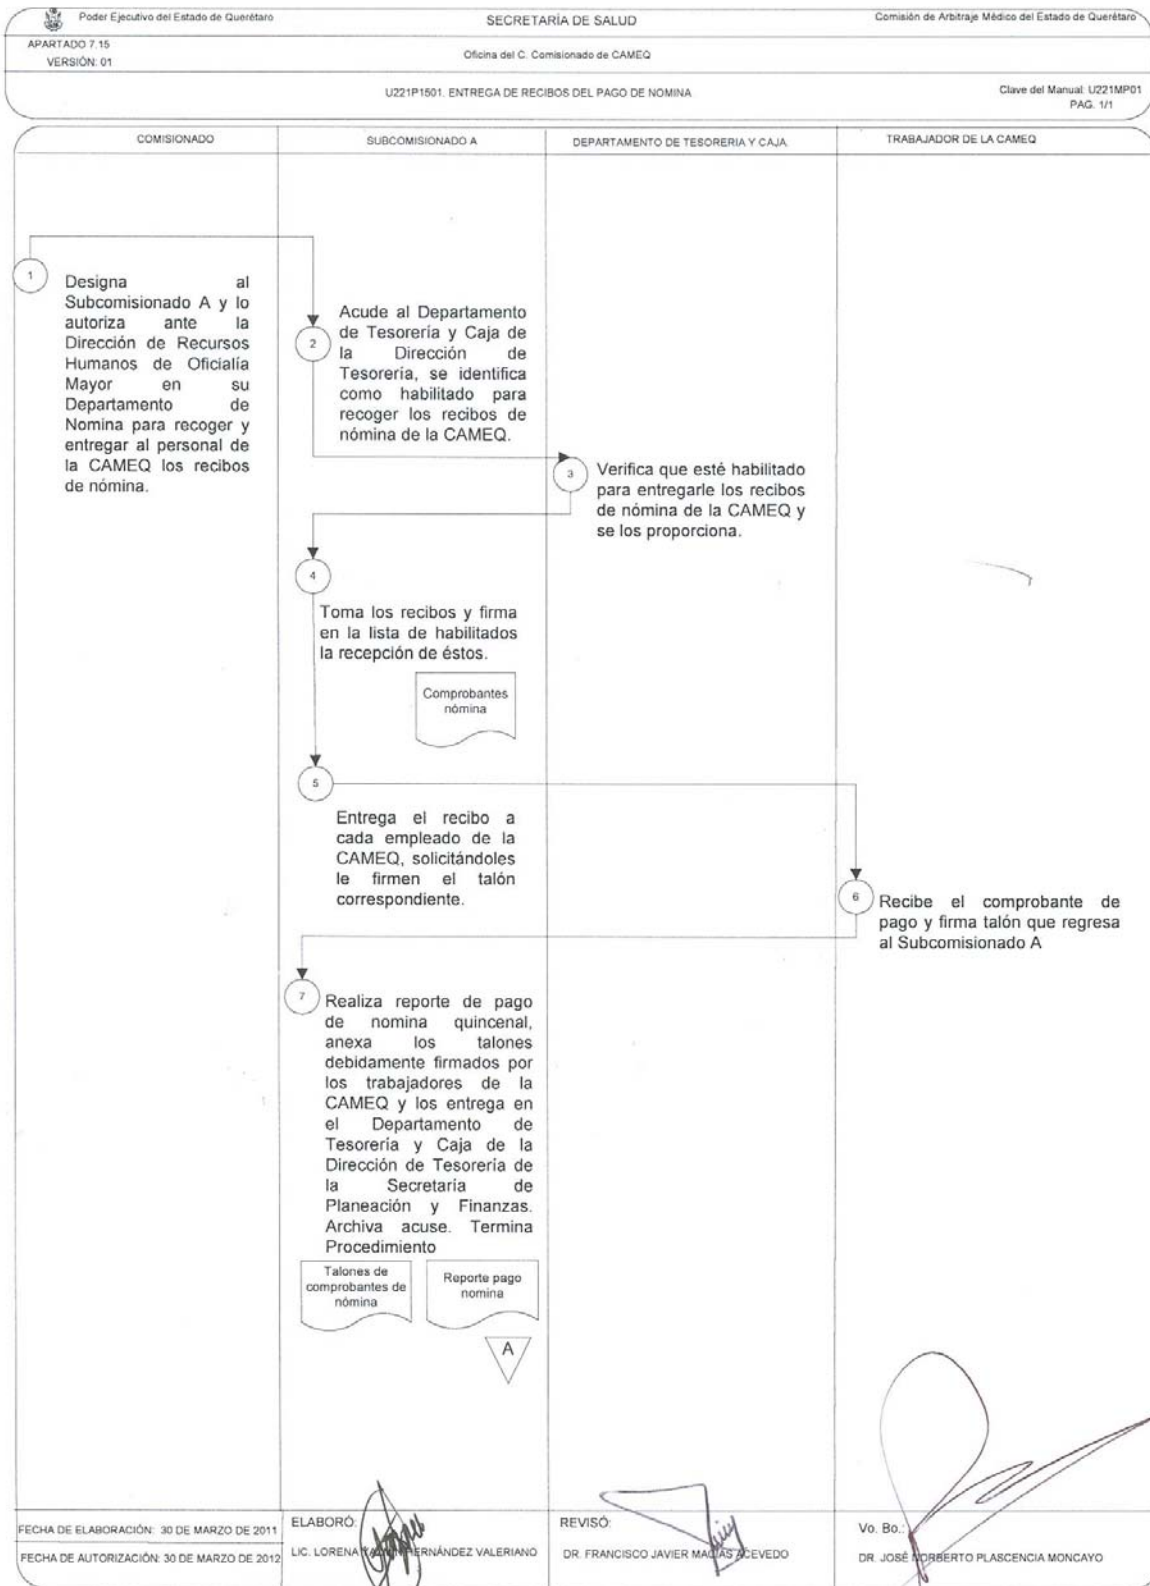 Poder Ejecutivo del Estado de Querétaro
SECRETARÍA DE SALUD
Comisión de Arbitraje Médico del Estado de Querétaro
APARTADO 7.15
VERSIÓN: 01
Oficina del C. Comisionado de CAMEQ
U221P1501. ENTREGA DE RECIBOS DEL PAGO DE NOMINA
Clave del Manual: U221MP01
PAG. 1/1
COMISIONADO
SUBCOMISIONADO A
DEPARTAMENTO DE TESORERIA Y CAJA
TRABAJADOR DE LA CAMEQ
1
Designa al
Subcomisionado A y lo
autoriza ante la
Dirección de Recursos
Humanos de Oficialía
Mayor en su
Departamento de
Nomina para recoger y
entregar al personal de
la CAMEQ los recibos
de nómina.
2
Acude al Departamento
de Tesorería y Caja de
la Dirección de
Tesorería, se identifica
como habilitado para
recoger los recibos de
nómina de la CAMEQ.
3
Verifica que esté habilitado
para entregarle los recibos
de nómina de la CAMEQ y
se los proporciona.
4
Toma los recibos y firma
en la lista de habilitados
la recepción de éstos.
Comprobantes
nómina
5
Entrega el recibo a
cada empleado de la
CAMEQ, solicitándoles
le firmen el talón
correspondiente.
6
Recibe el comprobante de
pago y firma talón que regresa
al Subcomisionado A
7
Realiza reporte de pago
de nomina quincenal,
anexa los talones
debidamente firmados por
los trabajadores de la
CAMEQ y los entrega en
el Departamento de
Tesorería y Caja de la
Dirección de Tesorería de
la Secretaría de
Planeación y Finanzas.
Archiva acuse. Termina
Procedimiento
Talones de
comprobantes de
nómina
Reporte pago
nomina
A
FECHA DE ELABORACIÓN: 30 DE MARZO DE 2011
FECHA DE AUTORIZACIÓN: 30 DE MARZO DE 2012
ELABORÓ:
LIC. LORENA HERNÁNDEZ VALERIANO
REVISÓ:
DR. FRANCISCO JAVIER MACÍAS ACEVEDO
Vo. Bo.:
DR. JOSÉ NORBERTO PLASCENCIA MONCAYO